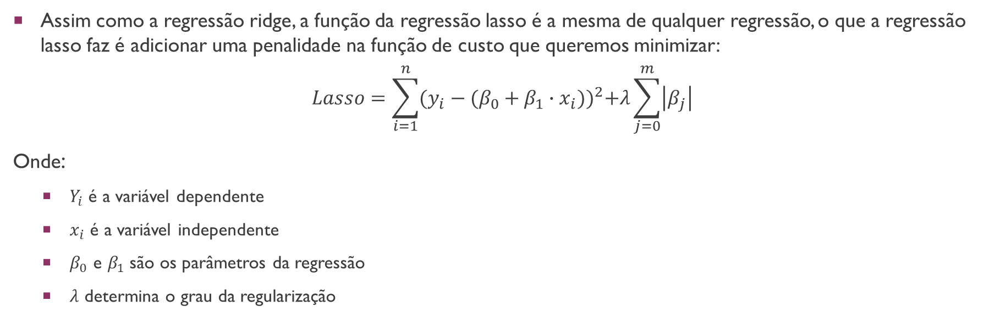 ▪ Assim como a regressão ridge, a função da regressão lasso é a mesma de qualquer regressão, o que a regressão
lasso faz é adicionar uma penalidade na função de custo que queremos minimizar:
$Lasso = \sum_{i=1}^{n} (y_i - (\beta_0 + \beta_1 \cdot x_i))^2 + \lambda \sum_{j=0}^{m} |\beta_j|$
Onde:
▪ $Y_i$ é a variável dependente
▪ $x_i$ é a variável independente
▪ $\beta_0$ e $\beta_1$ são os parâmetros da regressão
▪ $\lambda$ determina o grau da regularização